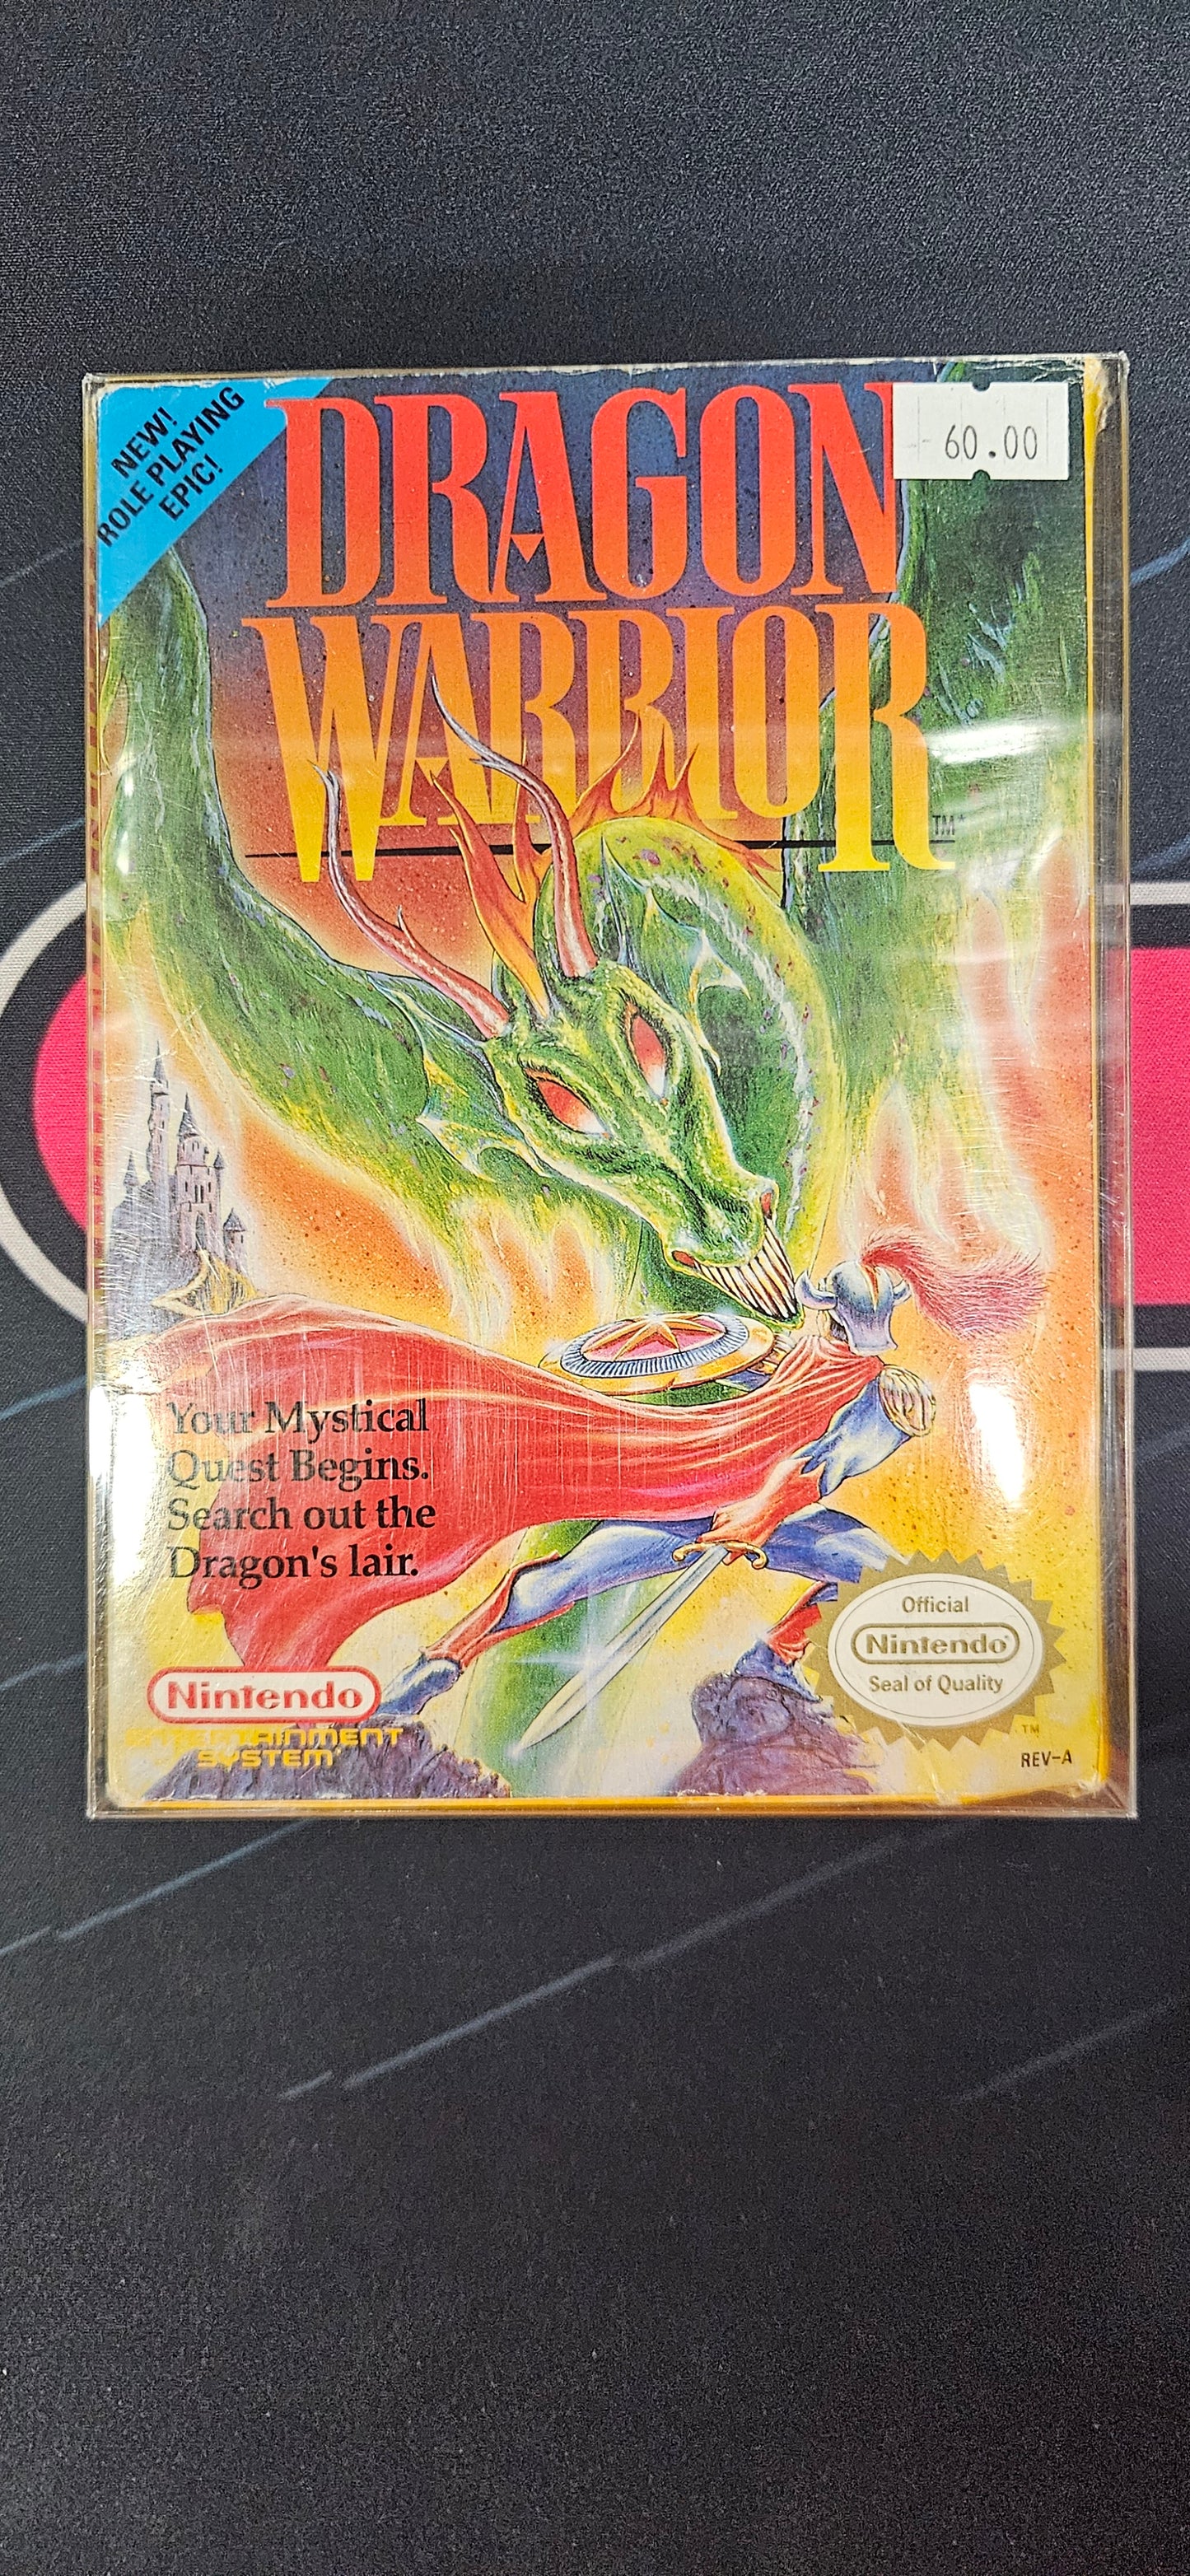 NEW!
ROLE PLAYING
EPIC!
DRAGON
WARRIOR
TM
60.00
Your Mystical
Quest Begins.
Search out the
Dragon's lair.
Nintendo
ENTERTAINMENT
SYSTEM
Official
Nintendo
Seal of Quality
TM
REV-A